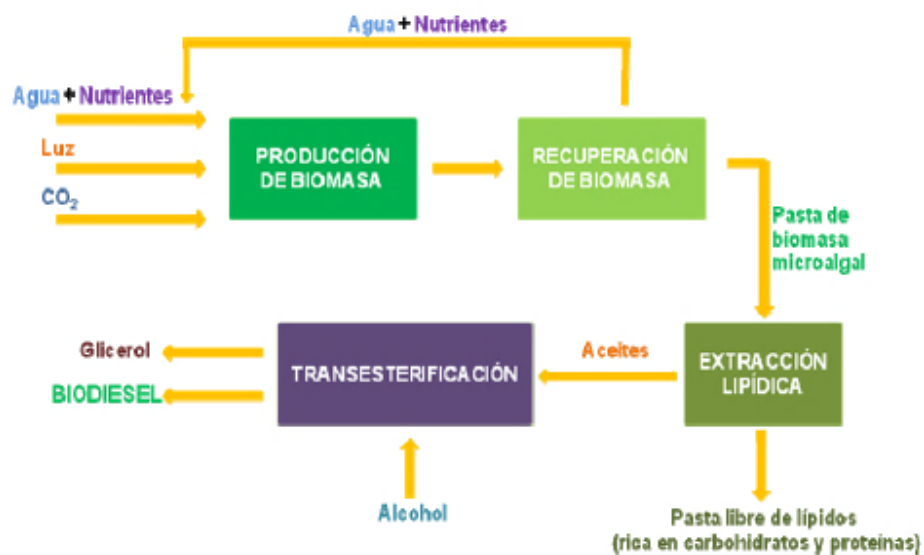 Agua + Nutrientes
Agua + Nutrientes
Luz
CO₂
PRODUCCIÓN
DE BIOMASA
RECUPERACIÓN
DE BIOMASA
Pasta de
biomasa
microalgal
EXTRACCIÓN
LIPÍDICA
Aceites
TRANSESTERIFICACIÓN
Glicerol
BIODIESEL
Alcohol
Pasta libre de lípidos
(rica en carbohidratos y proteínas)